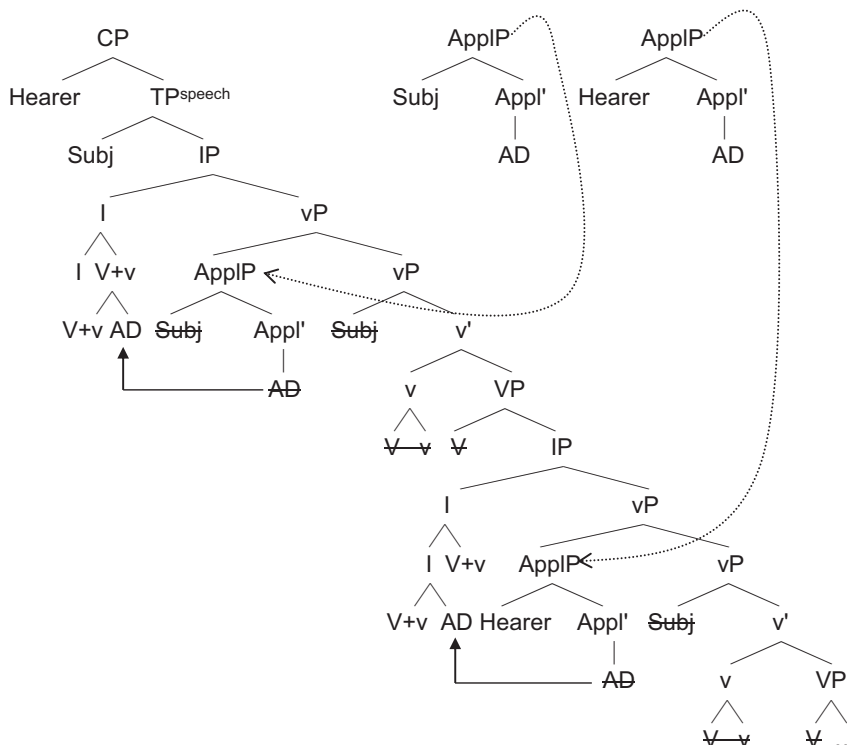 CP ApplP ApplP
Hearer TPspeech Subj Appl' Hearer Appl'
Subj IP AD AD
I vP
I V+v ApplP vP
V+v AD Subj Appl' Subj v'
AD v VP
V v V IP
I vP
I V+v ApplP vP
V+v AD Hearer Appl' Subj v'
AD v VP
V v V